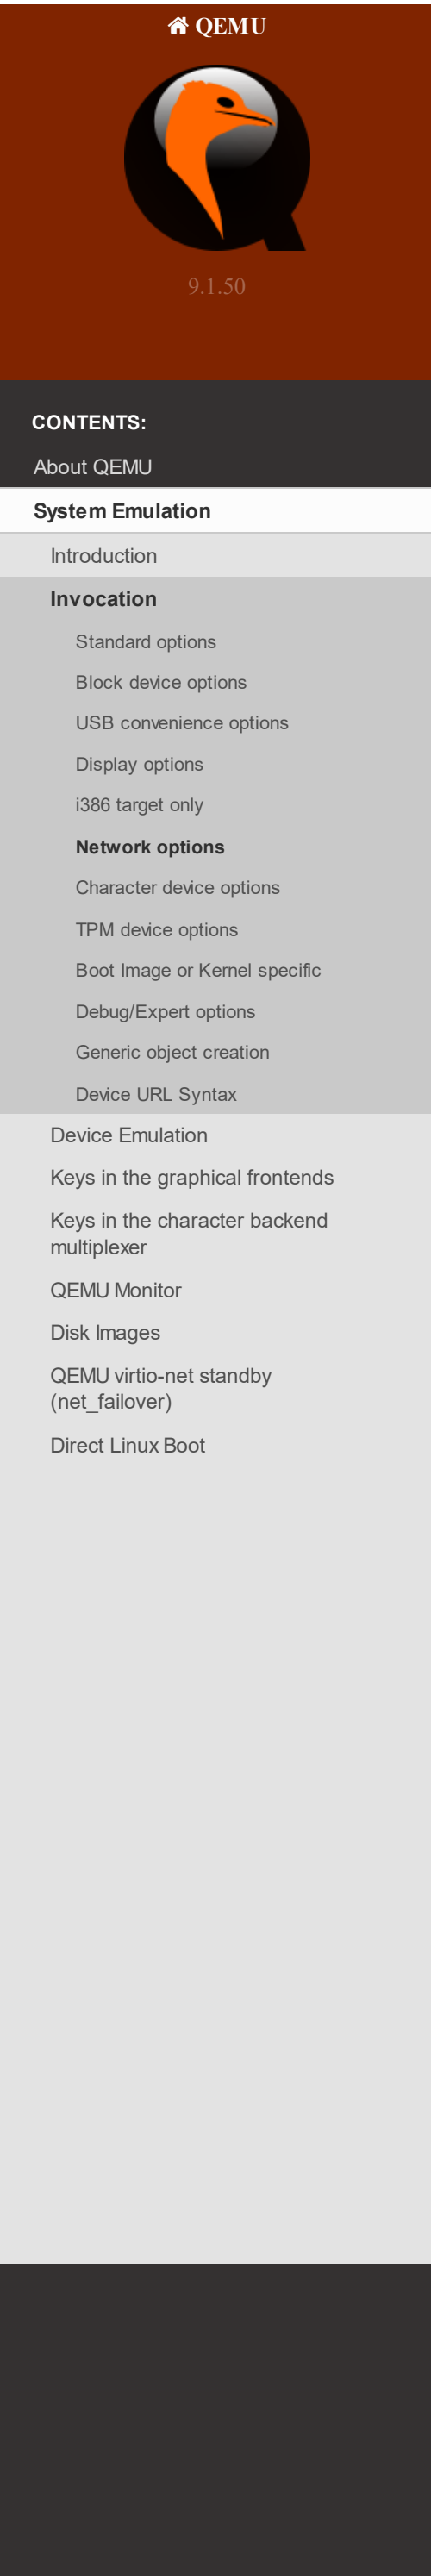 QEMU
9.1.50
CONTENTS:
About QEMU
System Emulation
Introduction
Invocation
Standard options
Block device options
USB convenience options
Display options
i386 target only
Network options
Character device options
TPM device options
Boot Image or Kernel specific
Debug/Expert options
Generic object creation
Device URL Syntax
Device Emulation
Keys in the graphical frontends
Keys in the character backend
multiplexer
QEMU Monitor
Disk Images
QEMU virtio-net standby
(net_failover)
Direct Linux Boot